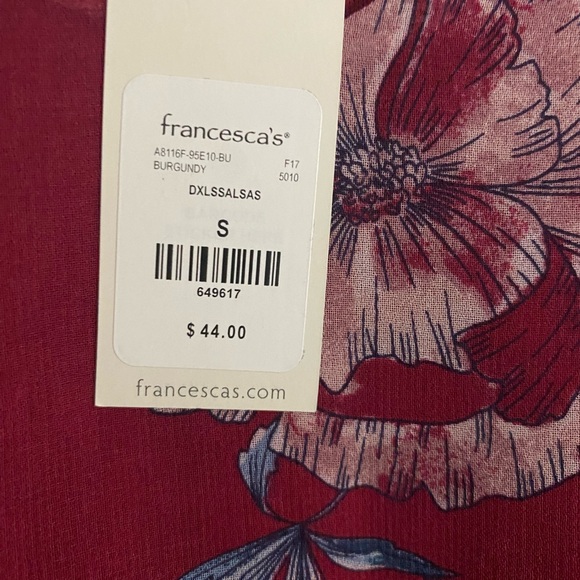 francesca's®
A8116F-95E10-BU F17
BURGUNDY 5010
DXLSSALSAS
S
649617
$ 44.00
francescas.com